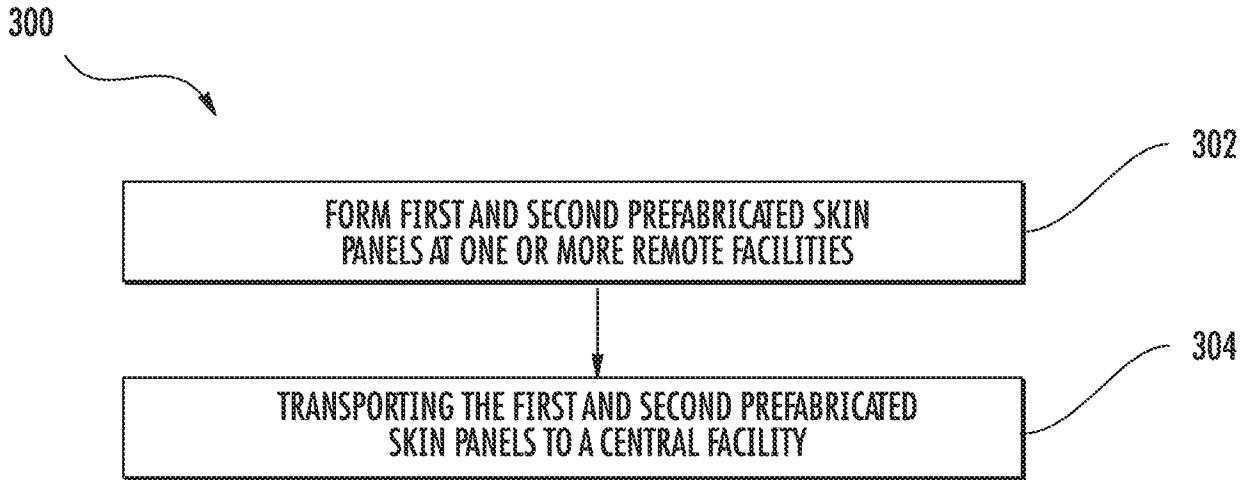 300
302
FORM FIRST AND SECOND PREFABRICATED SKIN
PANELS AT ONE OR MORE REMOTE FACILITIES
304
TRANSPORTING THE FIRST AND SECOND PREFABRICATED
SKIN PANELS TO A CENTRAL FACILITY